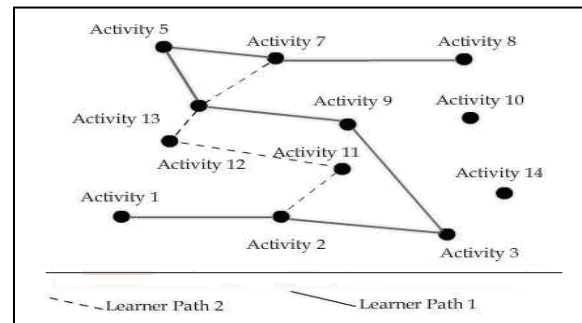 Activity 5
Activity 7
Activity 8
Activity 13
Activity 9
Activity 10
Activity 12
Activity 11
Activity 14
Activity 1
Activity 2
Activity 3
Learner Path 2
Learner Path 1